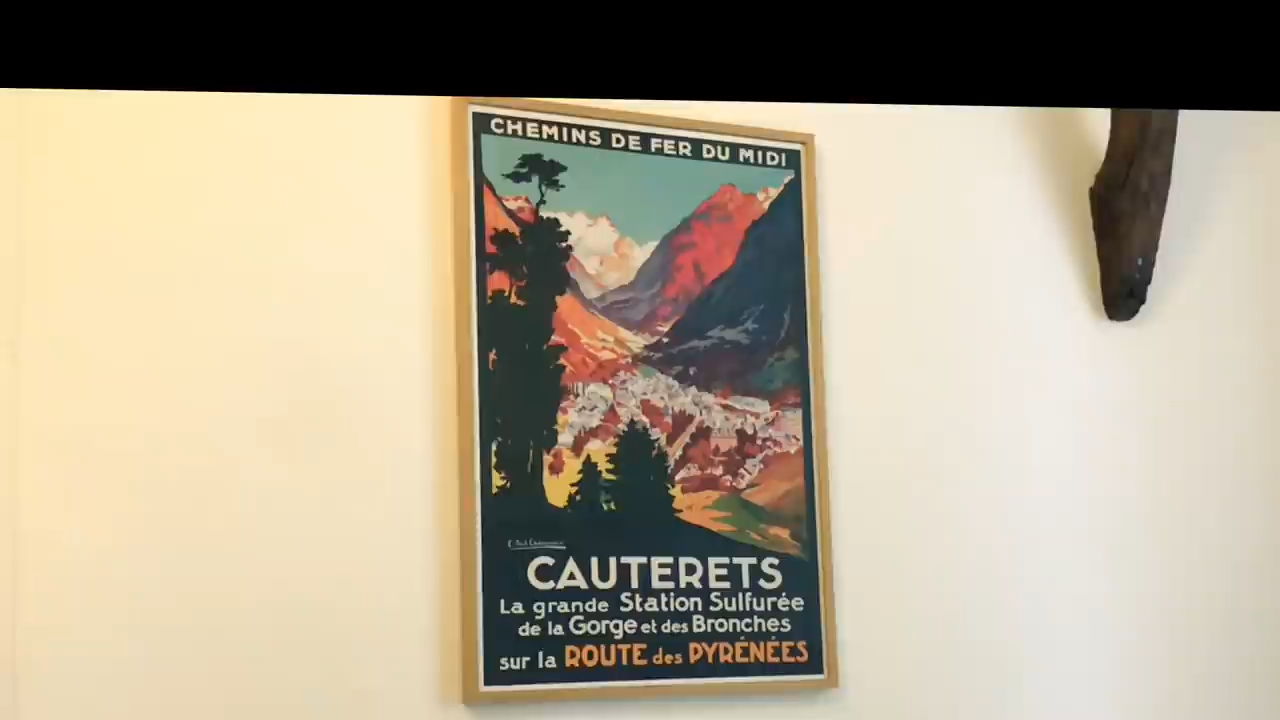 CHEMINS DE FER DU MIDI
CAUTERETS
La grande Station Sulfurée
de la Gorge et des Bronches
sur la ROUTE des PYRÉNÉES